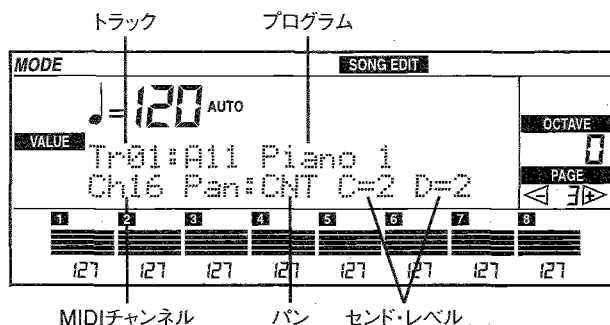 トラック
プログラム
MODE
SONG EDIT
♩=120 AUTO
OCTAVE
0
VALUE
Tr01:A11 Piano 1
Ch16 Pan:CNT C=2 D=2
PAGE
3
1 2 3 4 5 6 7 8
127 127 127 127 127 127 127 127
MIDIチャンネル
パン
センド・レベル